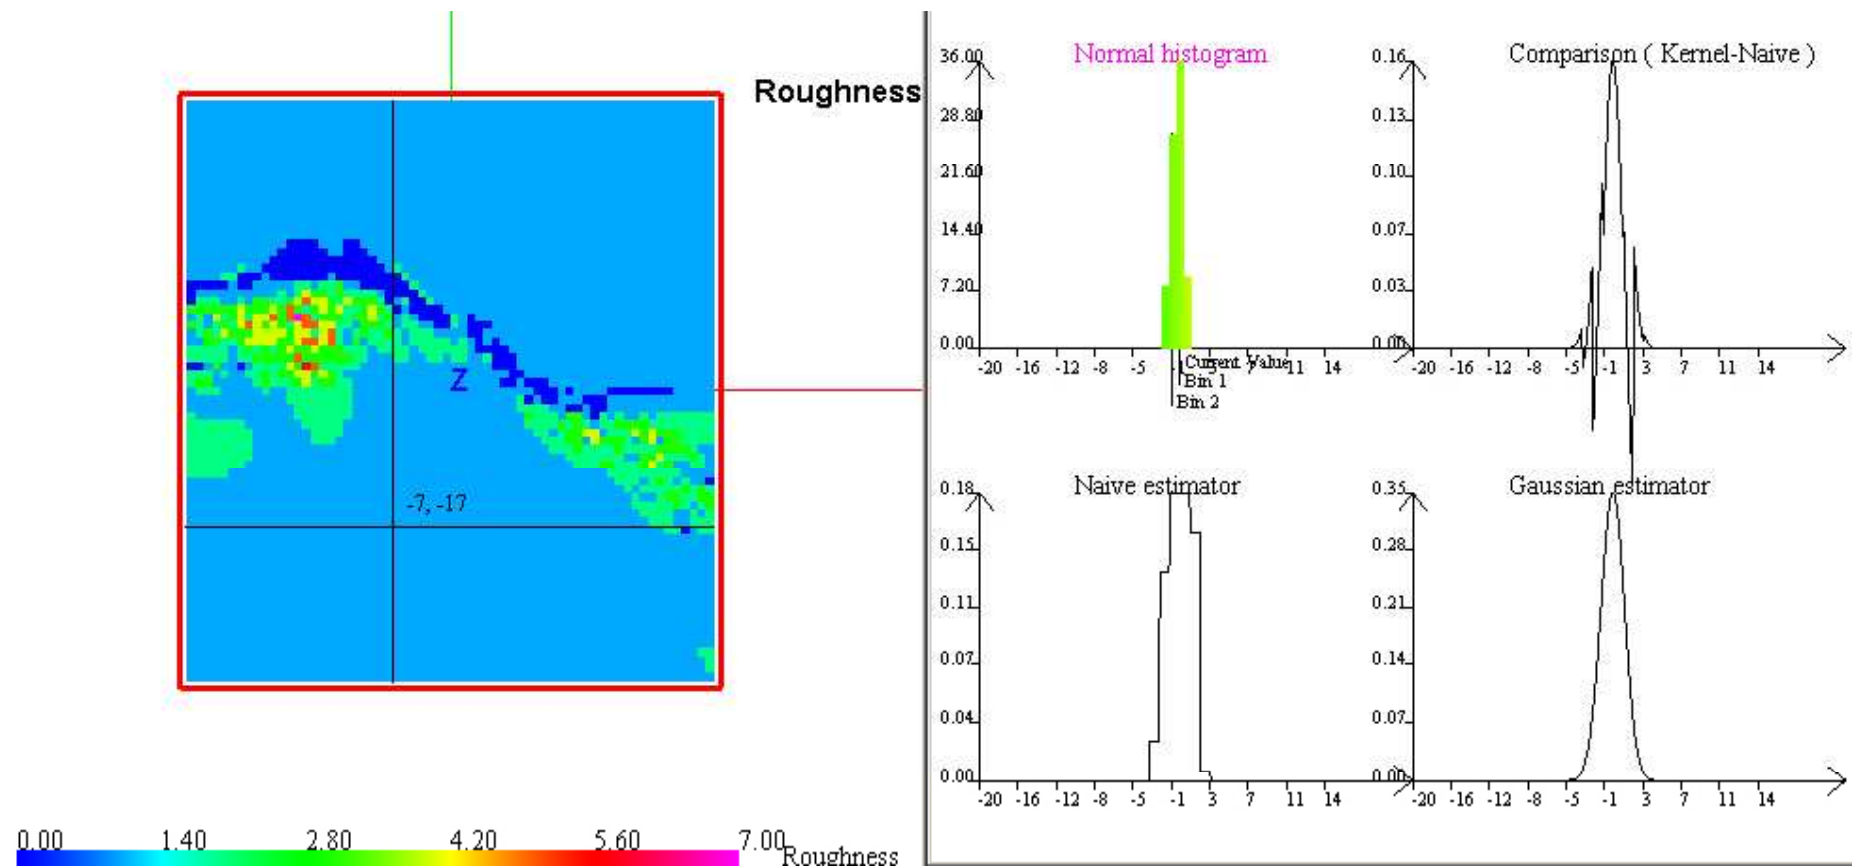 Roughness
Z
-7, -17
0.00 1.40 2.80 4.20 5.60 7.00
Roughness
Normal histogram
36.00
28.80
21.60
14.40
7.20
0.00
-20 -16 -12 -8 -5 -1 3 7 11 14
Current Value
Bin 1
Bin 2
Comparison ( Kernel-Naive )
0.16
0.13
0.10
0.07
0.03
-20 -16 -12 -8 -5 -1 3 7 11 14
Naive estimator
0.18
0.15
0.11
0.07
0.04
0.00
-20 -16 -12 -8 -5 -1 3 7 11 14
Gaussian estimator
0.35
0.28
0.21
0.14
0.07
0.00
-20 -16 -12 -8 -5 -1 3 7 11 14